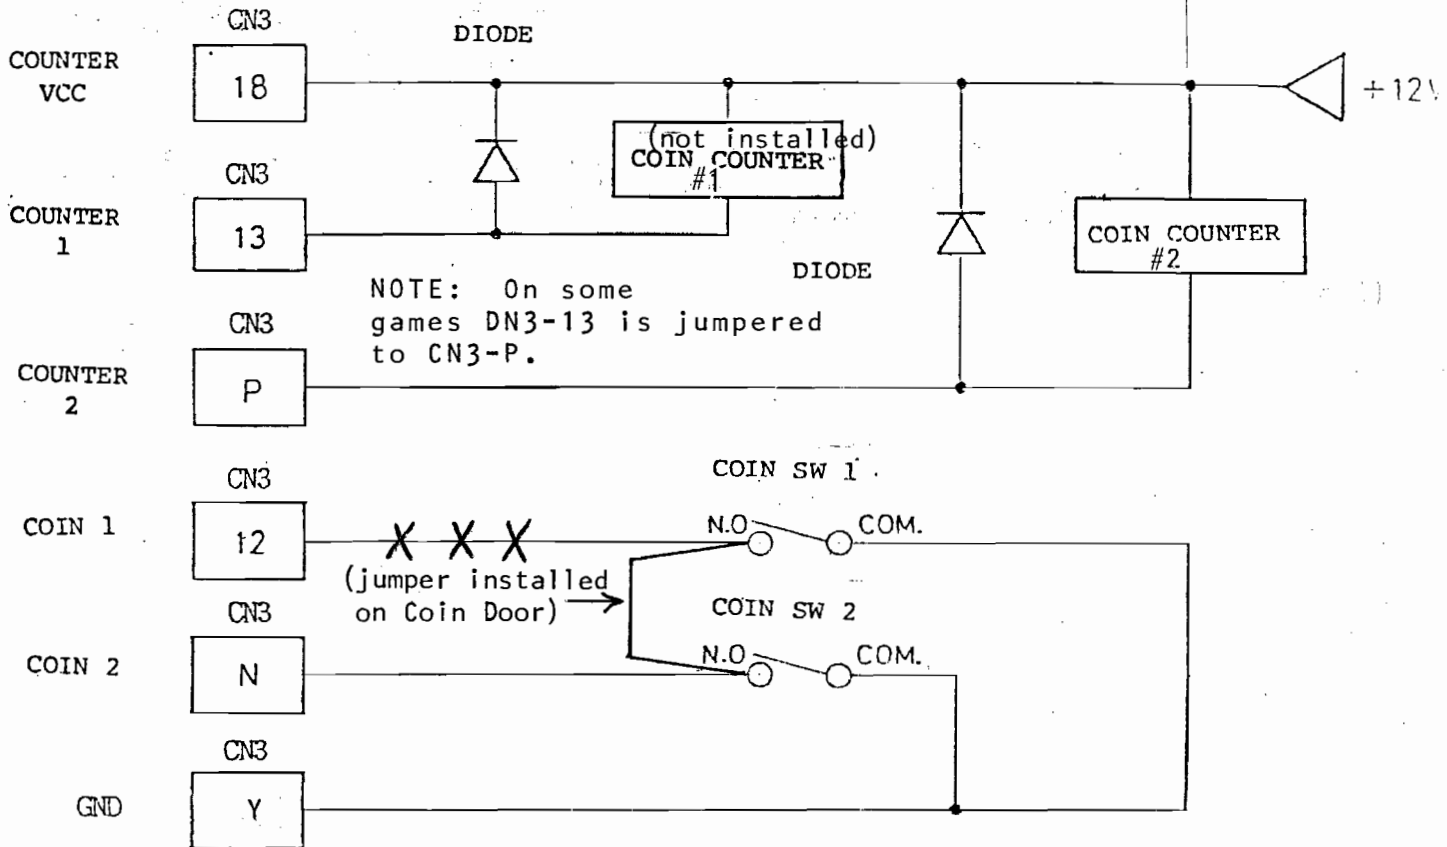 CN3
DIODE
COUNTER
VCC
18
(not installed)
COIN COUNTER
#1
CN3
COUNTER
1
13
COIN COUNTER
#2
DIODE
NOTE: On some
games DN3-13 is jumpered
to CN3-P.
CN3
COUNTER
2
P
CN3
COIN SW 1
COIN 1
12
N.O
COM.
(jumper installed
on Coin Door)
CN3
COIN SW 2
COIN 2
N
N.O
COM.
CN3
GND
Y